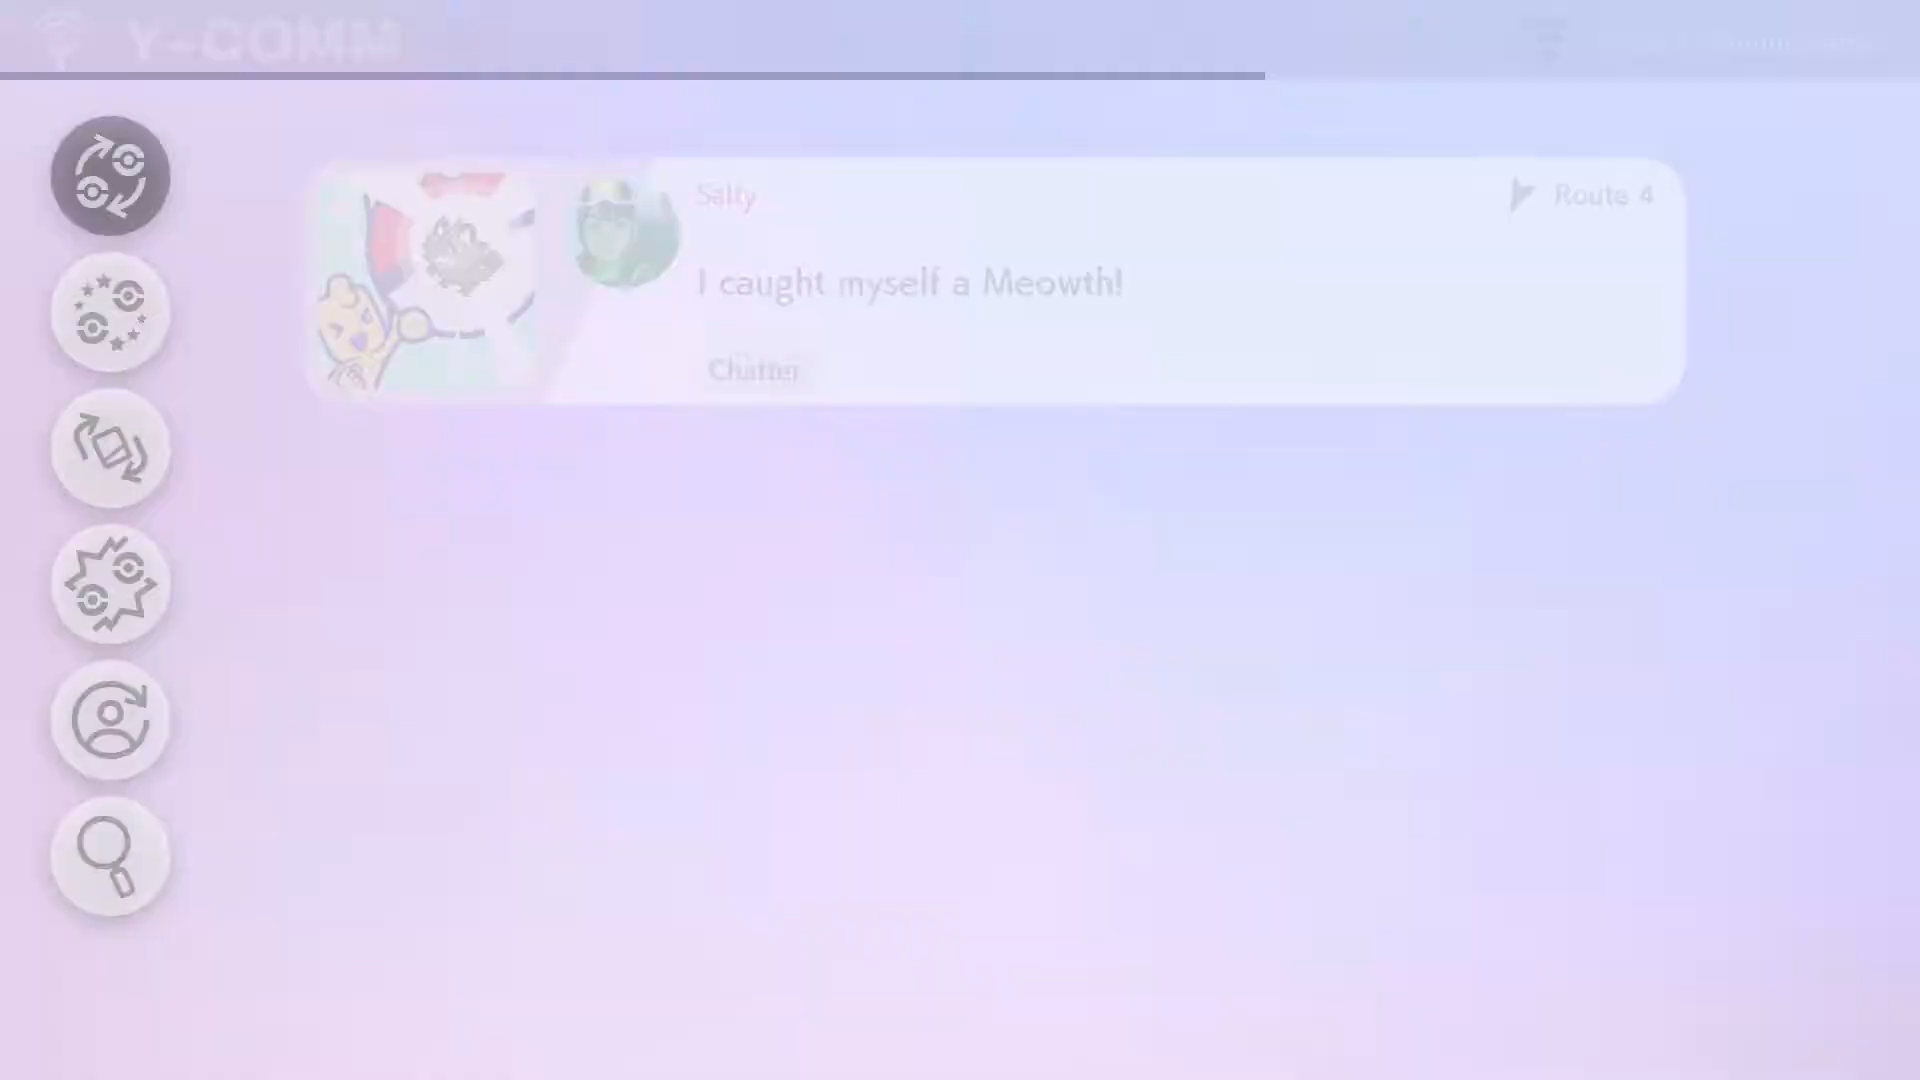 Y-COMM
Salty
Route 4
I caught myself a Meowth!
Chatter